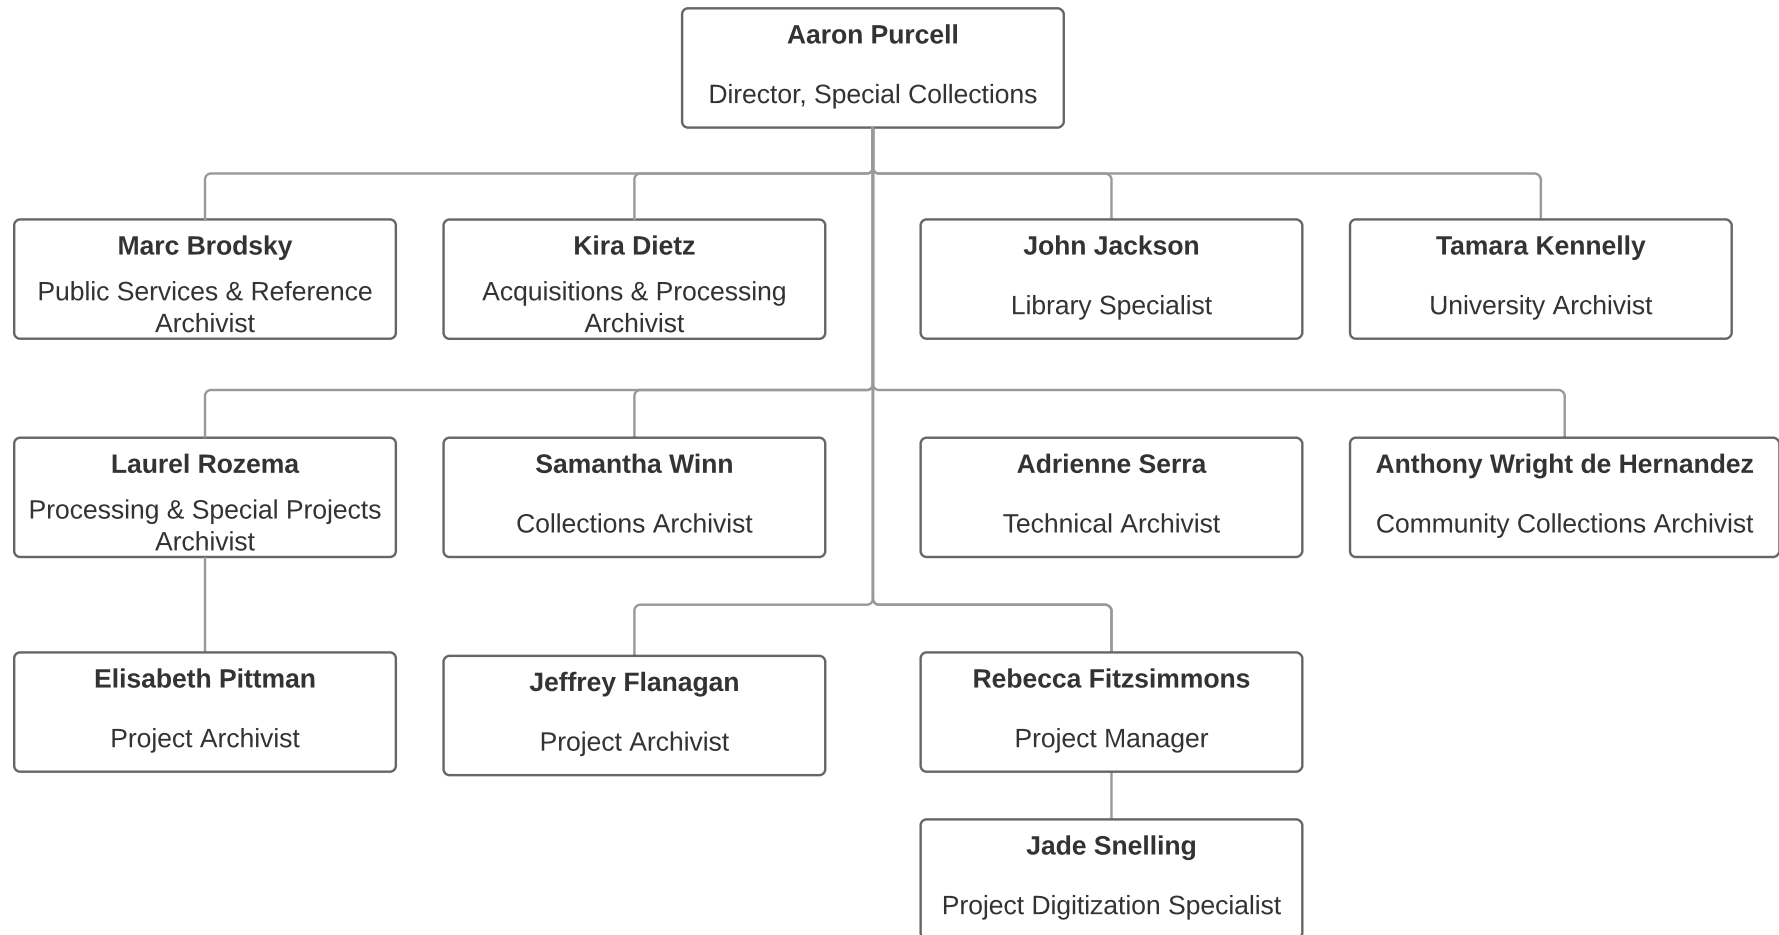 Aaron Purcell
Director, Special Collections
Marc Brodsky
Public Services & Reference
Archivist
Kira Dietz
Acquisitions & Processing
Archivist
John Jackson
Library Specialist
Tamara Kennelly
University Archivist
Laurel Rozema
Processing & Special Projects
Archivist
Samantha Winn
Collections Archivist
Adrienne Serra
Technical Archivist
Anthony Wright de Hernandez
Community Collections Archivist
Elisabeth Pittman
Project Archivist
Jeffrey Flanagan
Project Archivist
Rebecca Fitzsimmons
Project Manager
Jade Snelling
Project Digitization Specialist